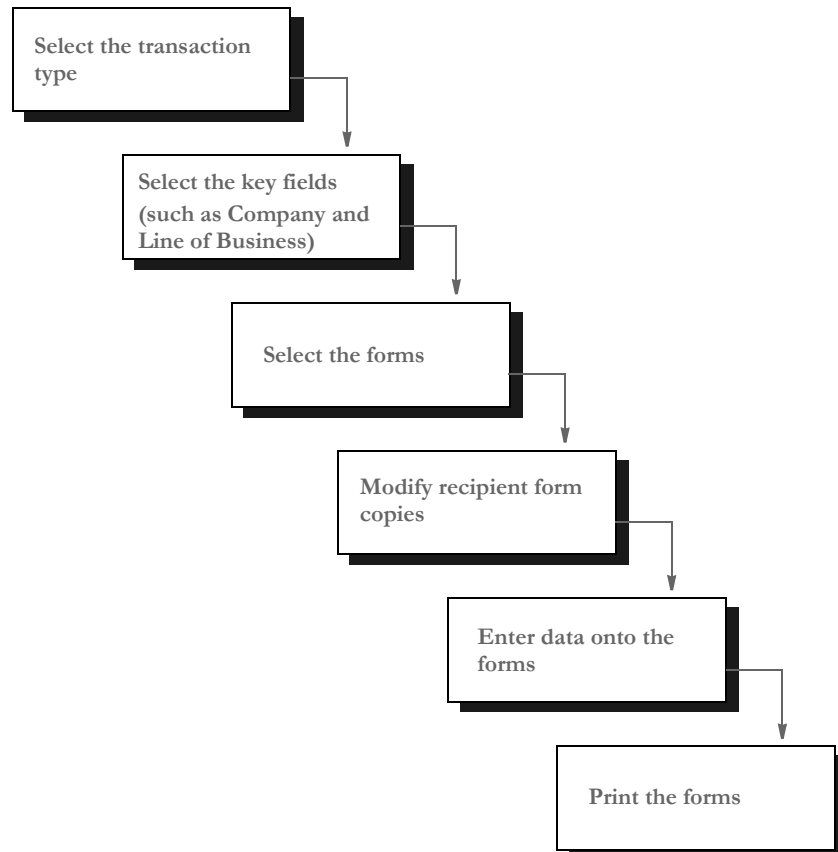 Select the transaction
type
Select the key fields
(such as Company and
Line of Business)
Select the forms
Modify recipient form
copies
Enter data onto the
forms
Print the forms